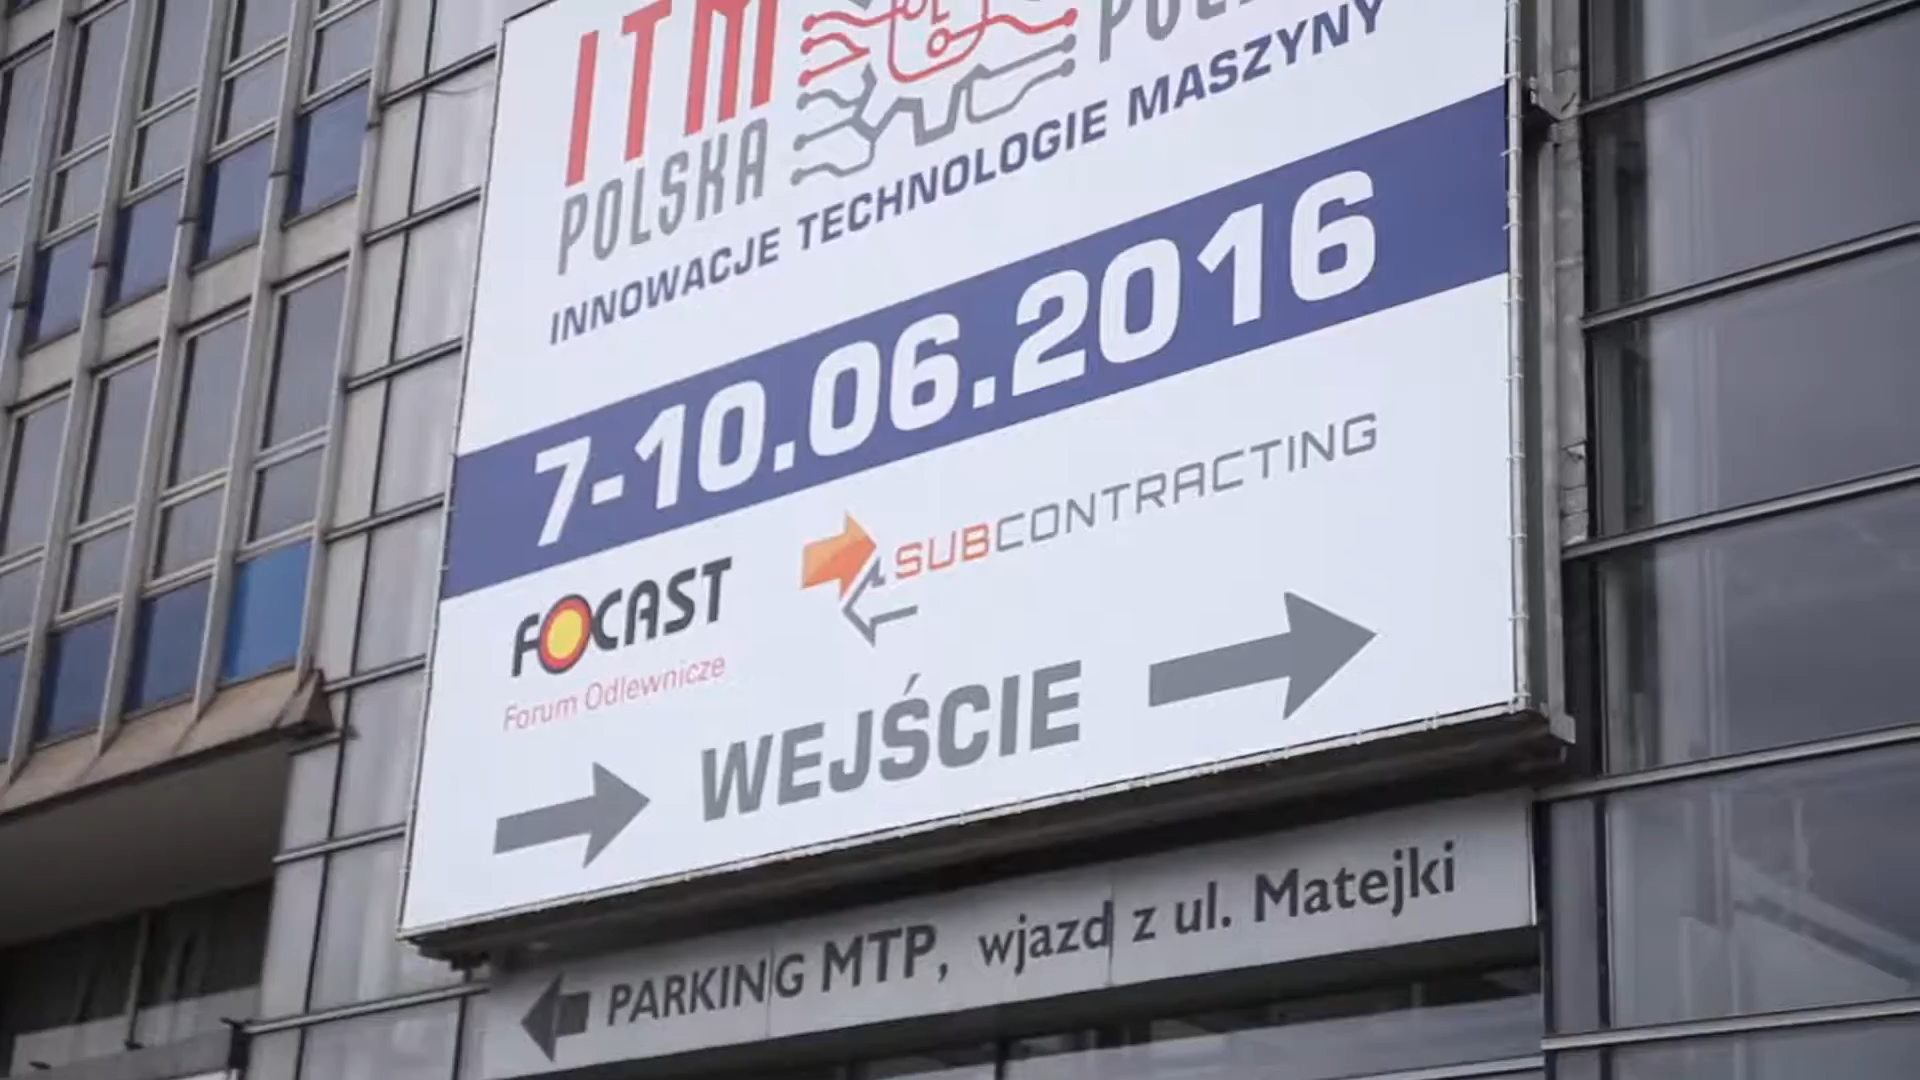 ITM
POLSKA
INNOWACJE TECHNOLOGIE MASZYNY
7-10.06.2016
FOCAST
Forum Odlewnicze
SUBCONTRACTING
WEJŚCIE
PARKING MTP, wjazd z ul. Matejki